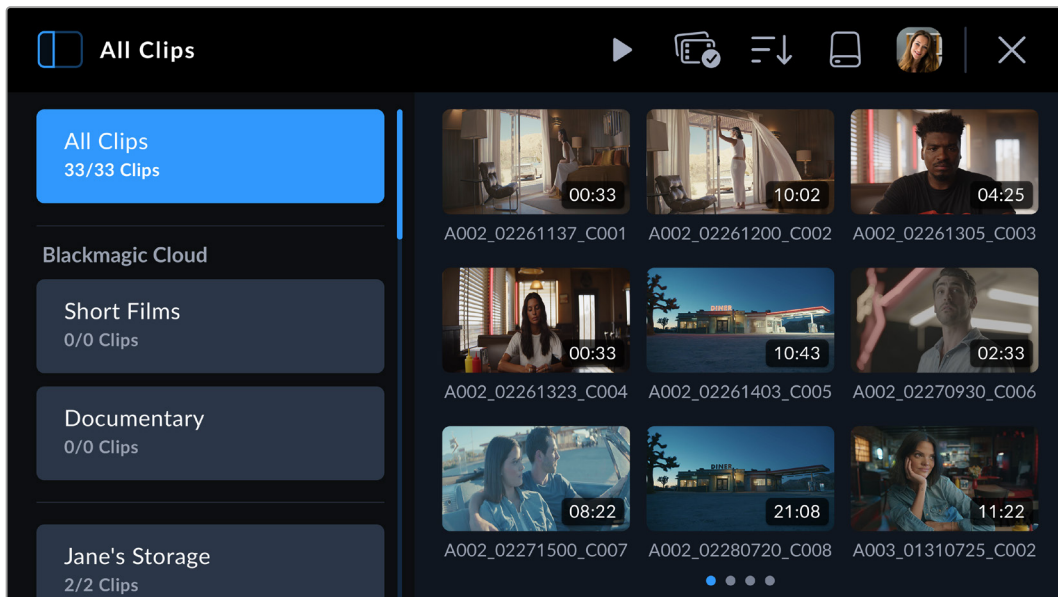 All Clips
All Clips
33/33 Clips
Blackmagic Cloud
Short Films
0/0 Clips
Documentary
0/0 Clips
Jane's Storage
2/2 Clips
00:33
10:02
04:25
A002_02261137_C001
A002_02261200_C002
A002_02261305_C003
00:33
DINER
10:43
02:33
A002_02261323_C004
A002_02261403_C005
A002_02270930_C006
08:22
DINER
21:08
11:22
A002_02271500_C007
A002_02280720_C008
A003_01310725_C002